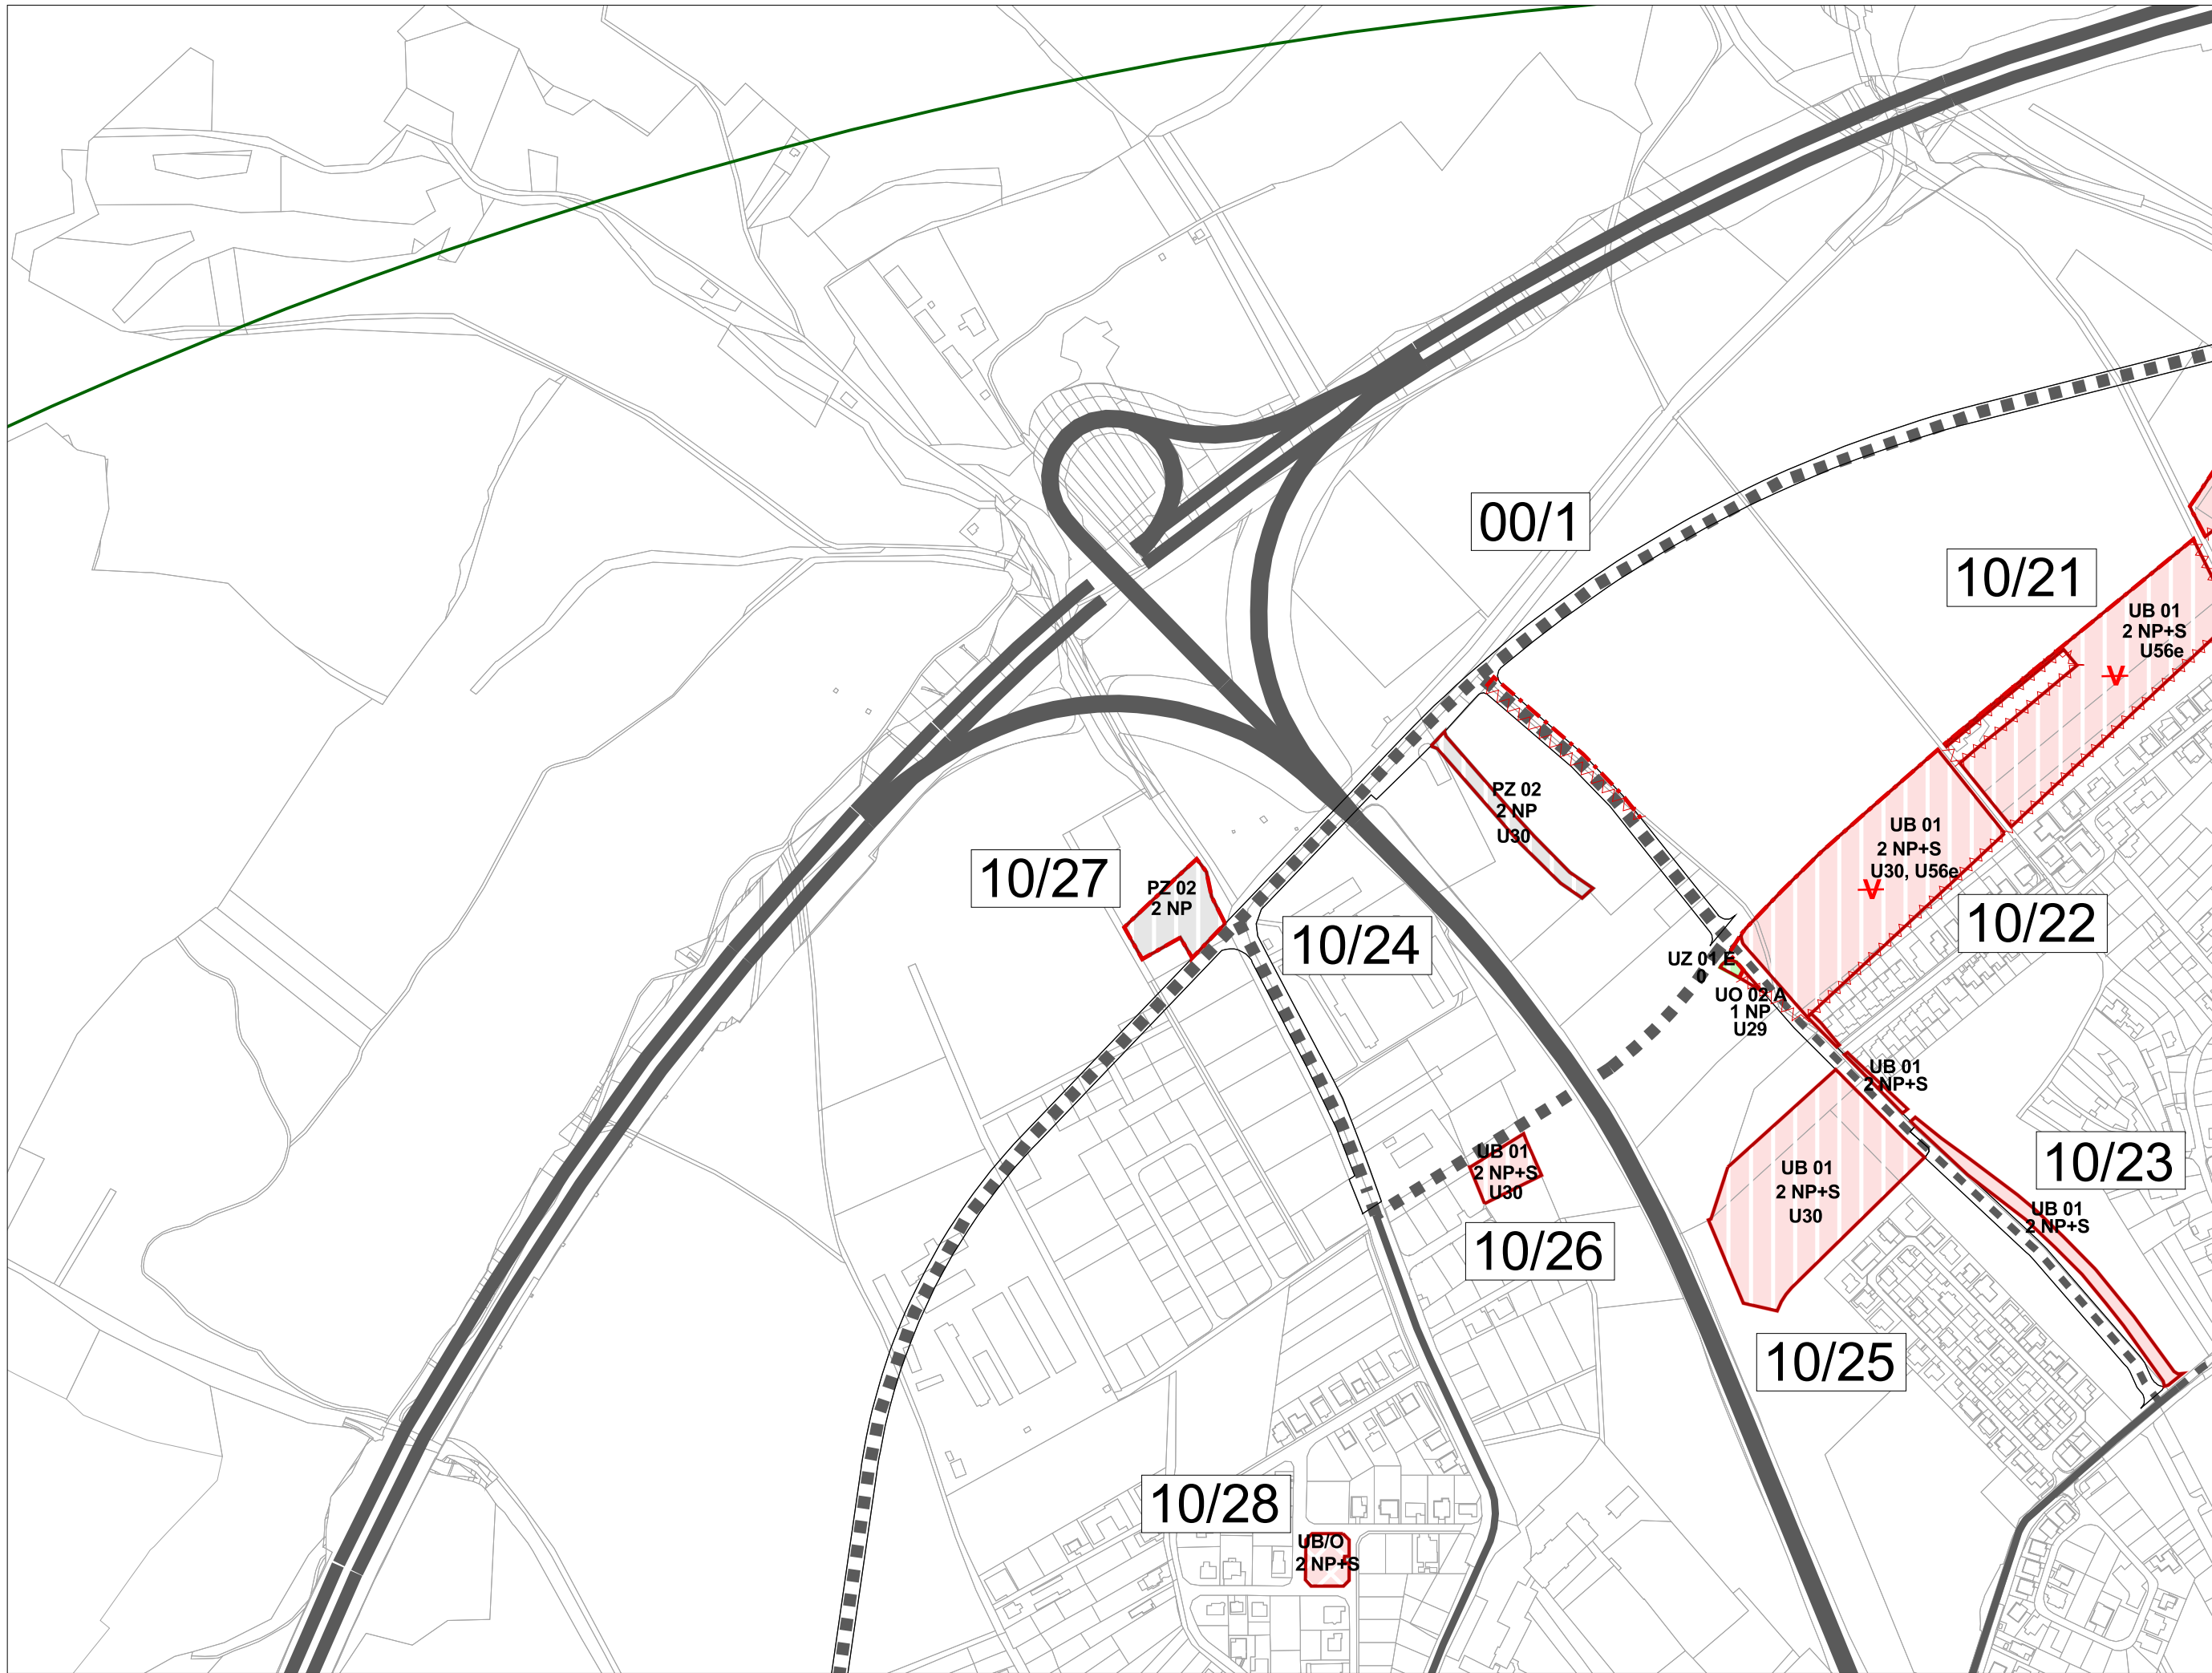 00/1
10/21
UB 01
2 NP+S
U56e
V
PZ 02
2 NP
U30
UB 01
2 NP+S
U30, U56e
V
10/27
PZ 02
2 NP
10/24
10/22
UZ 01 E
0
UO 02 A
1 NP
U29
UB 01
2 NP+S
UB 01
2 NP+S
U30
UB 01
2 NP+S
U30
10/23
UB 01
2 NP+S
10/26
10/25
10/28
UB/O
2 NP+S